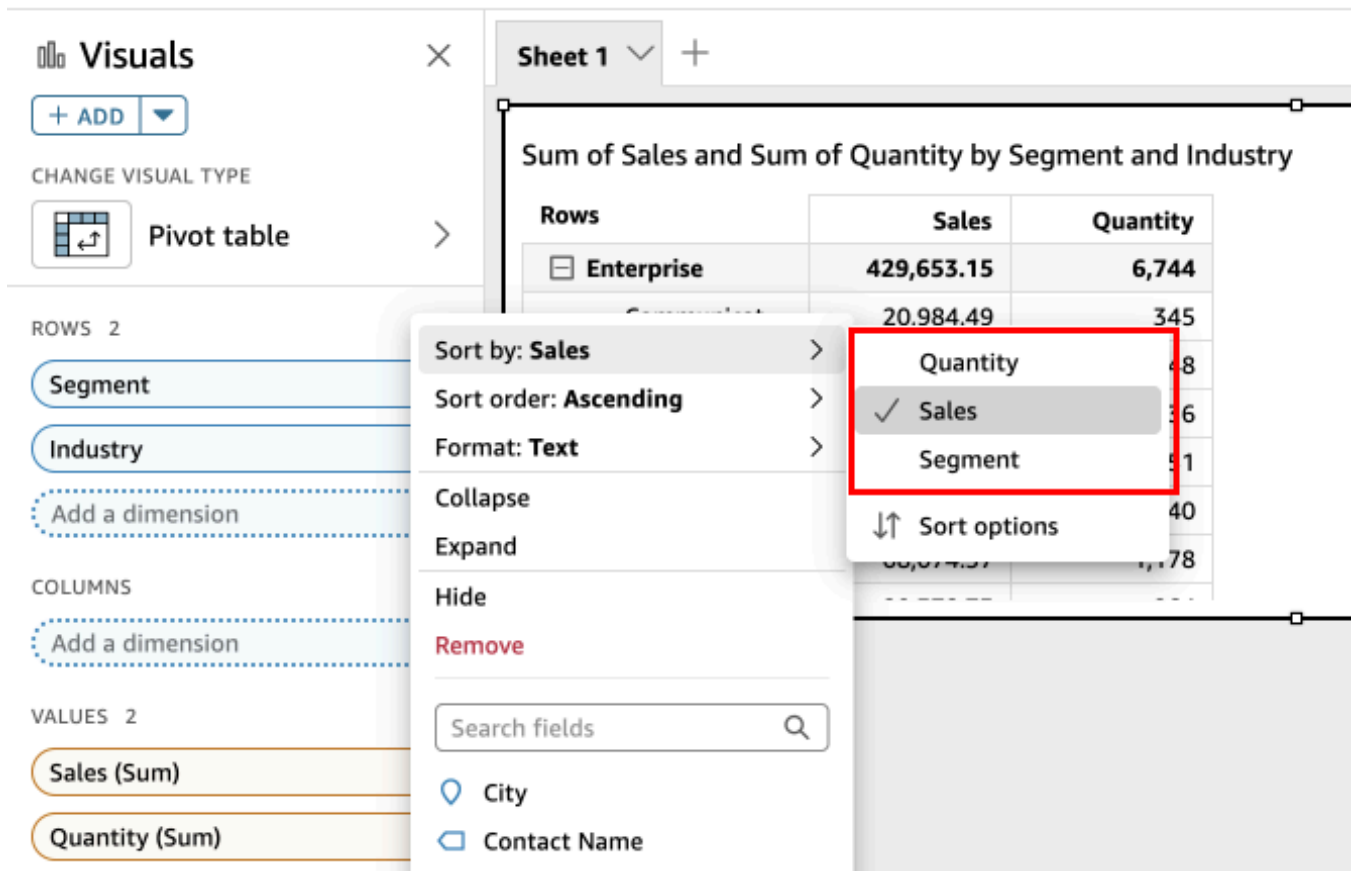 Visuals
+ ADD
CHANGE VISUAL TYPE
Pivot table
ROWS 2
Segment
Industry
Add a dimension
COLUMNS
Add a dimension
VALUES 2
Sales (Sum)
Quantity (Sum)
Sheet 1
Sum of Sales and Sum of Quantity by Segment and Industry
Rows Sales Quantity
Enterprise 429,653.15 6,744
20,984.49 345
48
40
Sort by: Sales
Sort order: Ascending
Format: Text
Collapse
Expand
Hide
Remove
Search fields
City
Contact Name
Quantity
Sales
Segment
Sort options